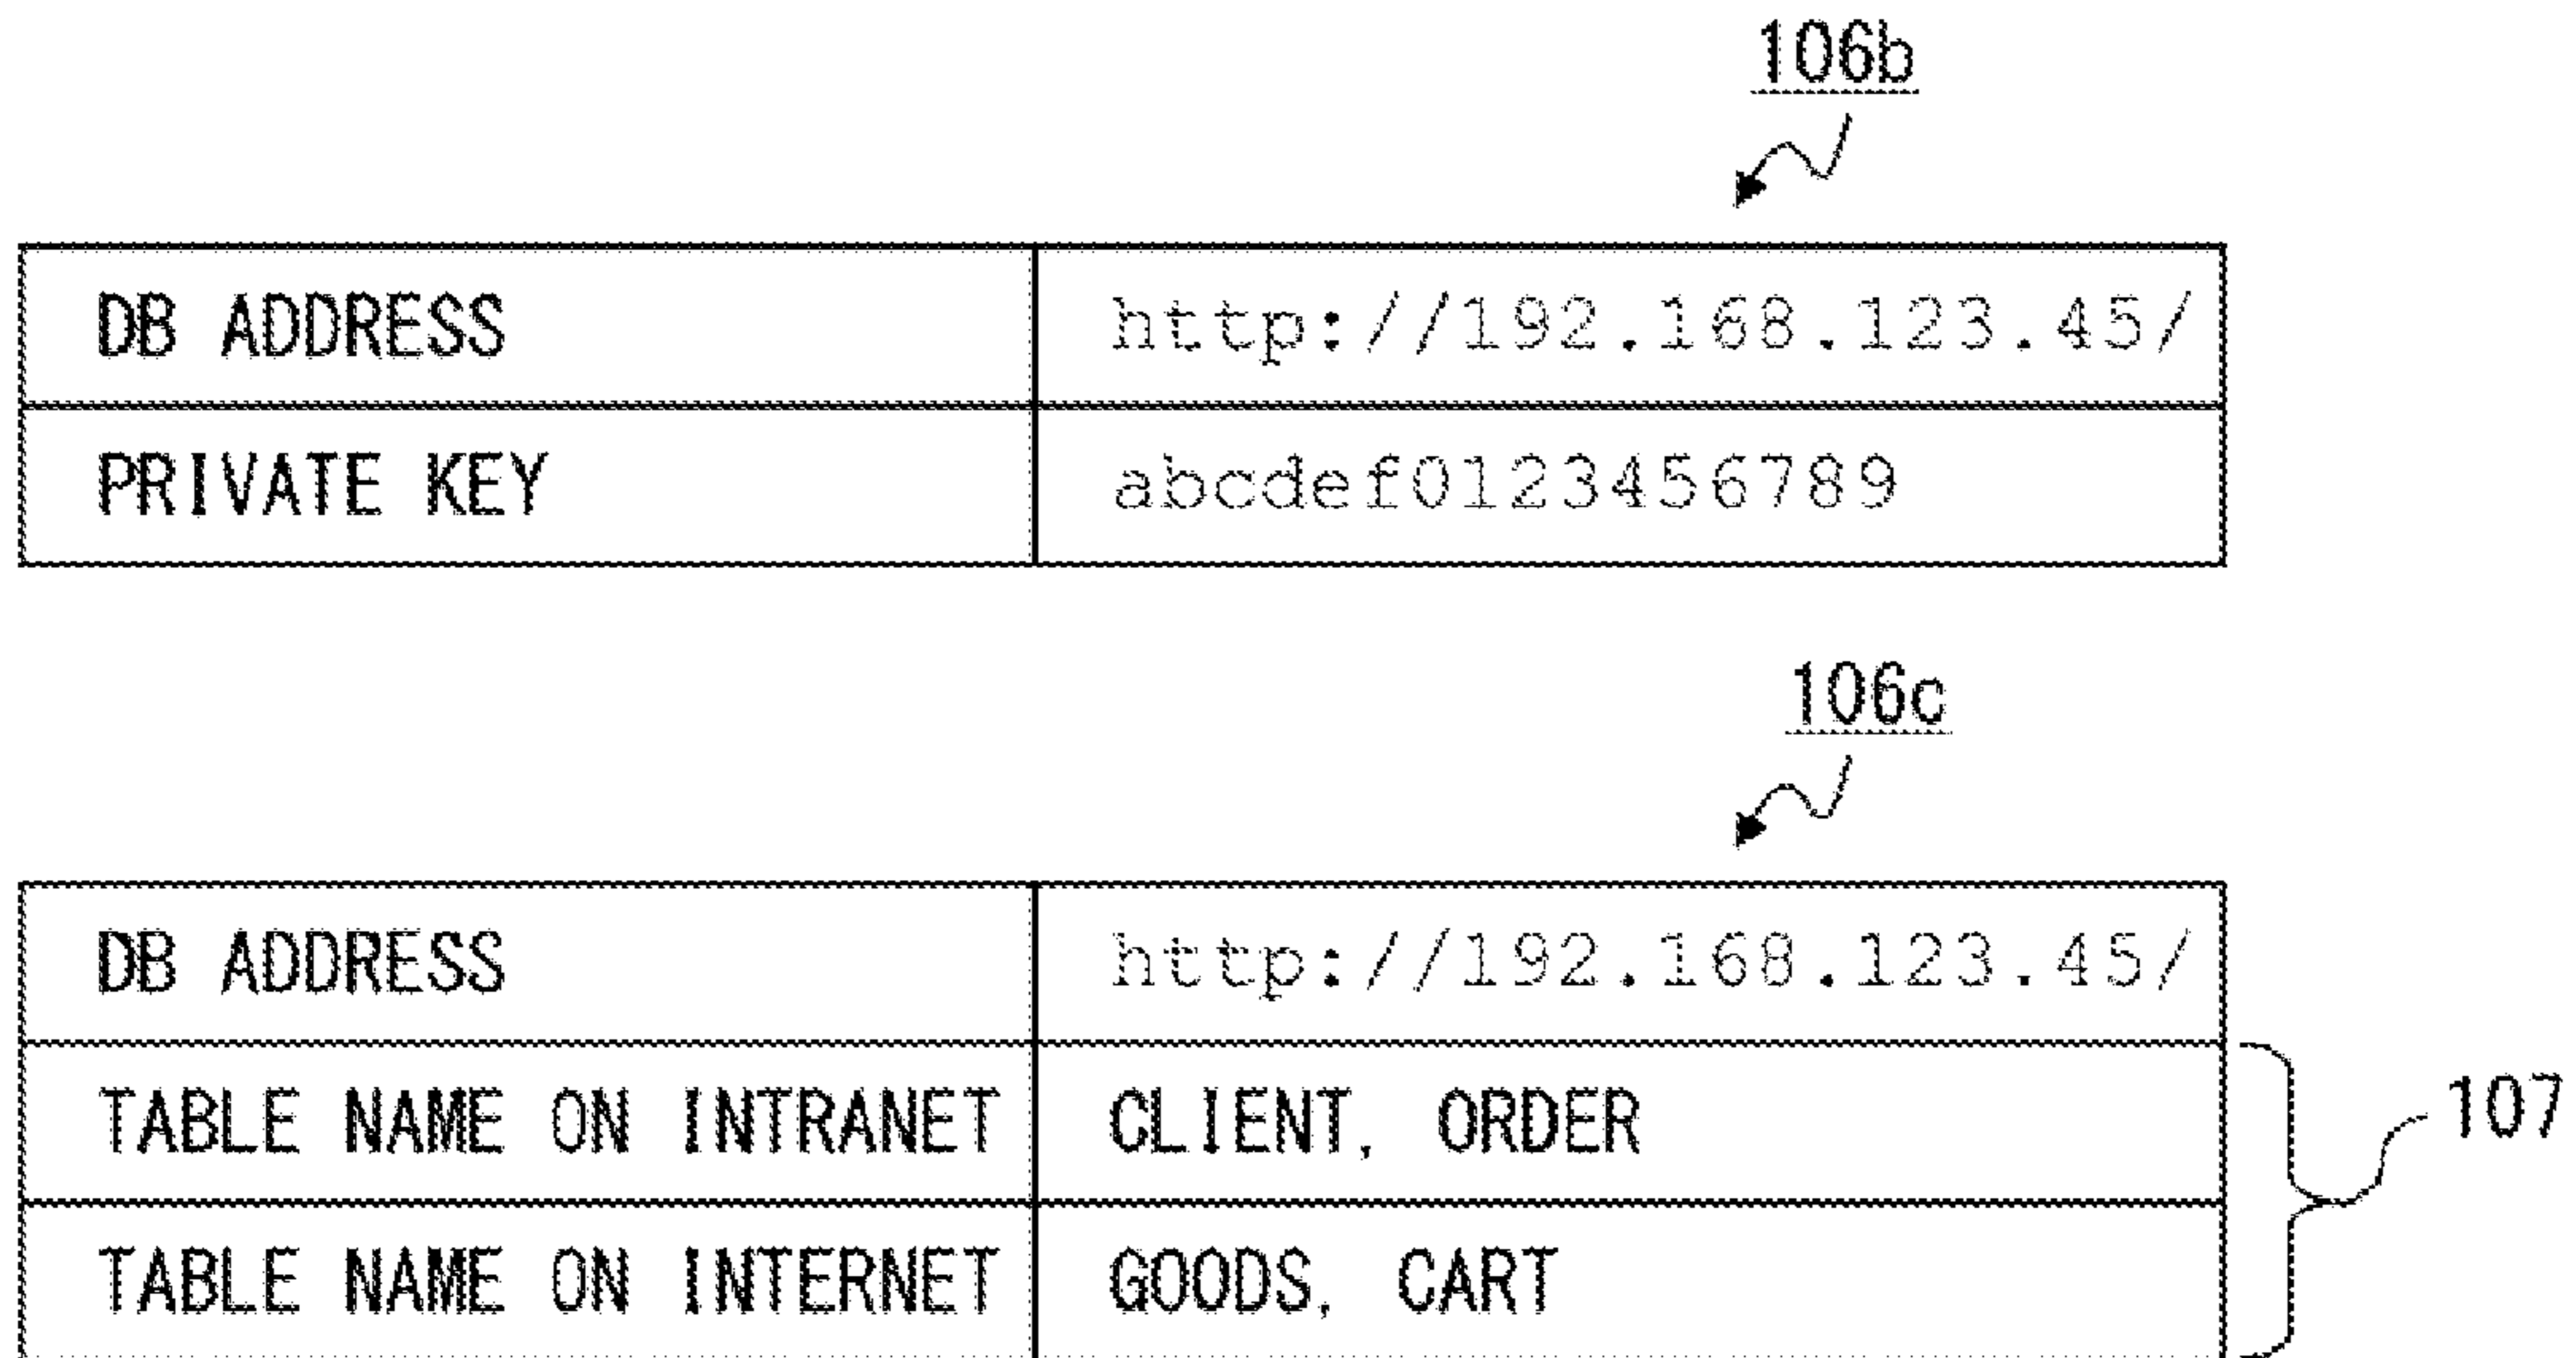 106b
DB ADDRESS http://192.168.123.45/
PRIVATE KEY abcdef0123456789
106c
DB ADDRESS http://192.168.123.45/
TABLE NAME ON INTRANET CLIENT, ORDER
107
TABLE NAME ON INTERNET GOODS, CART